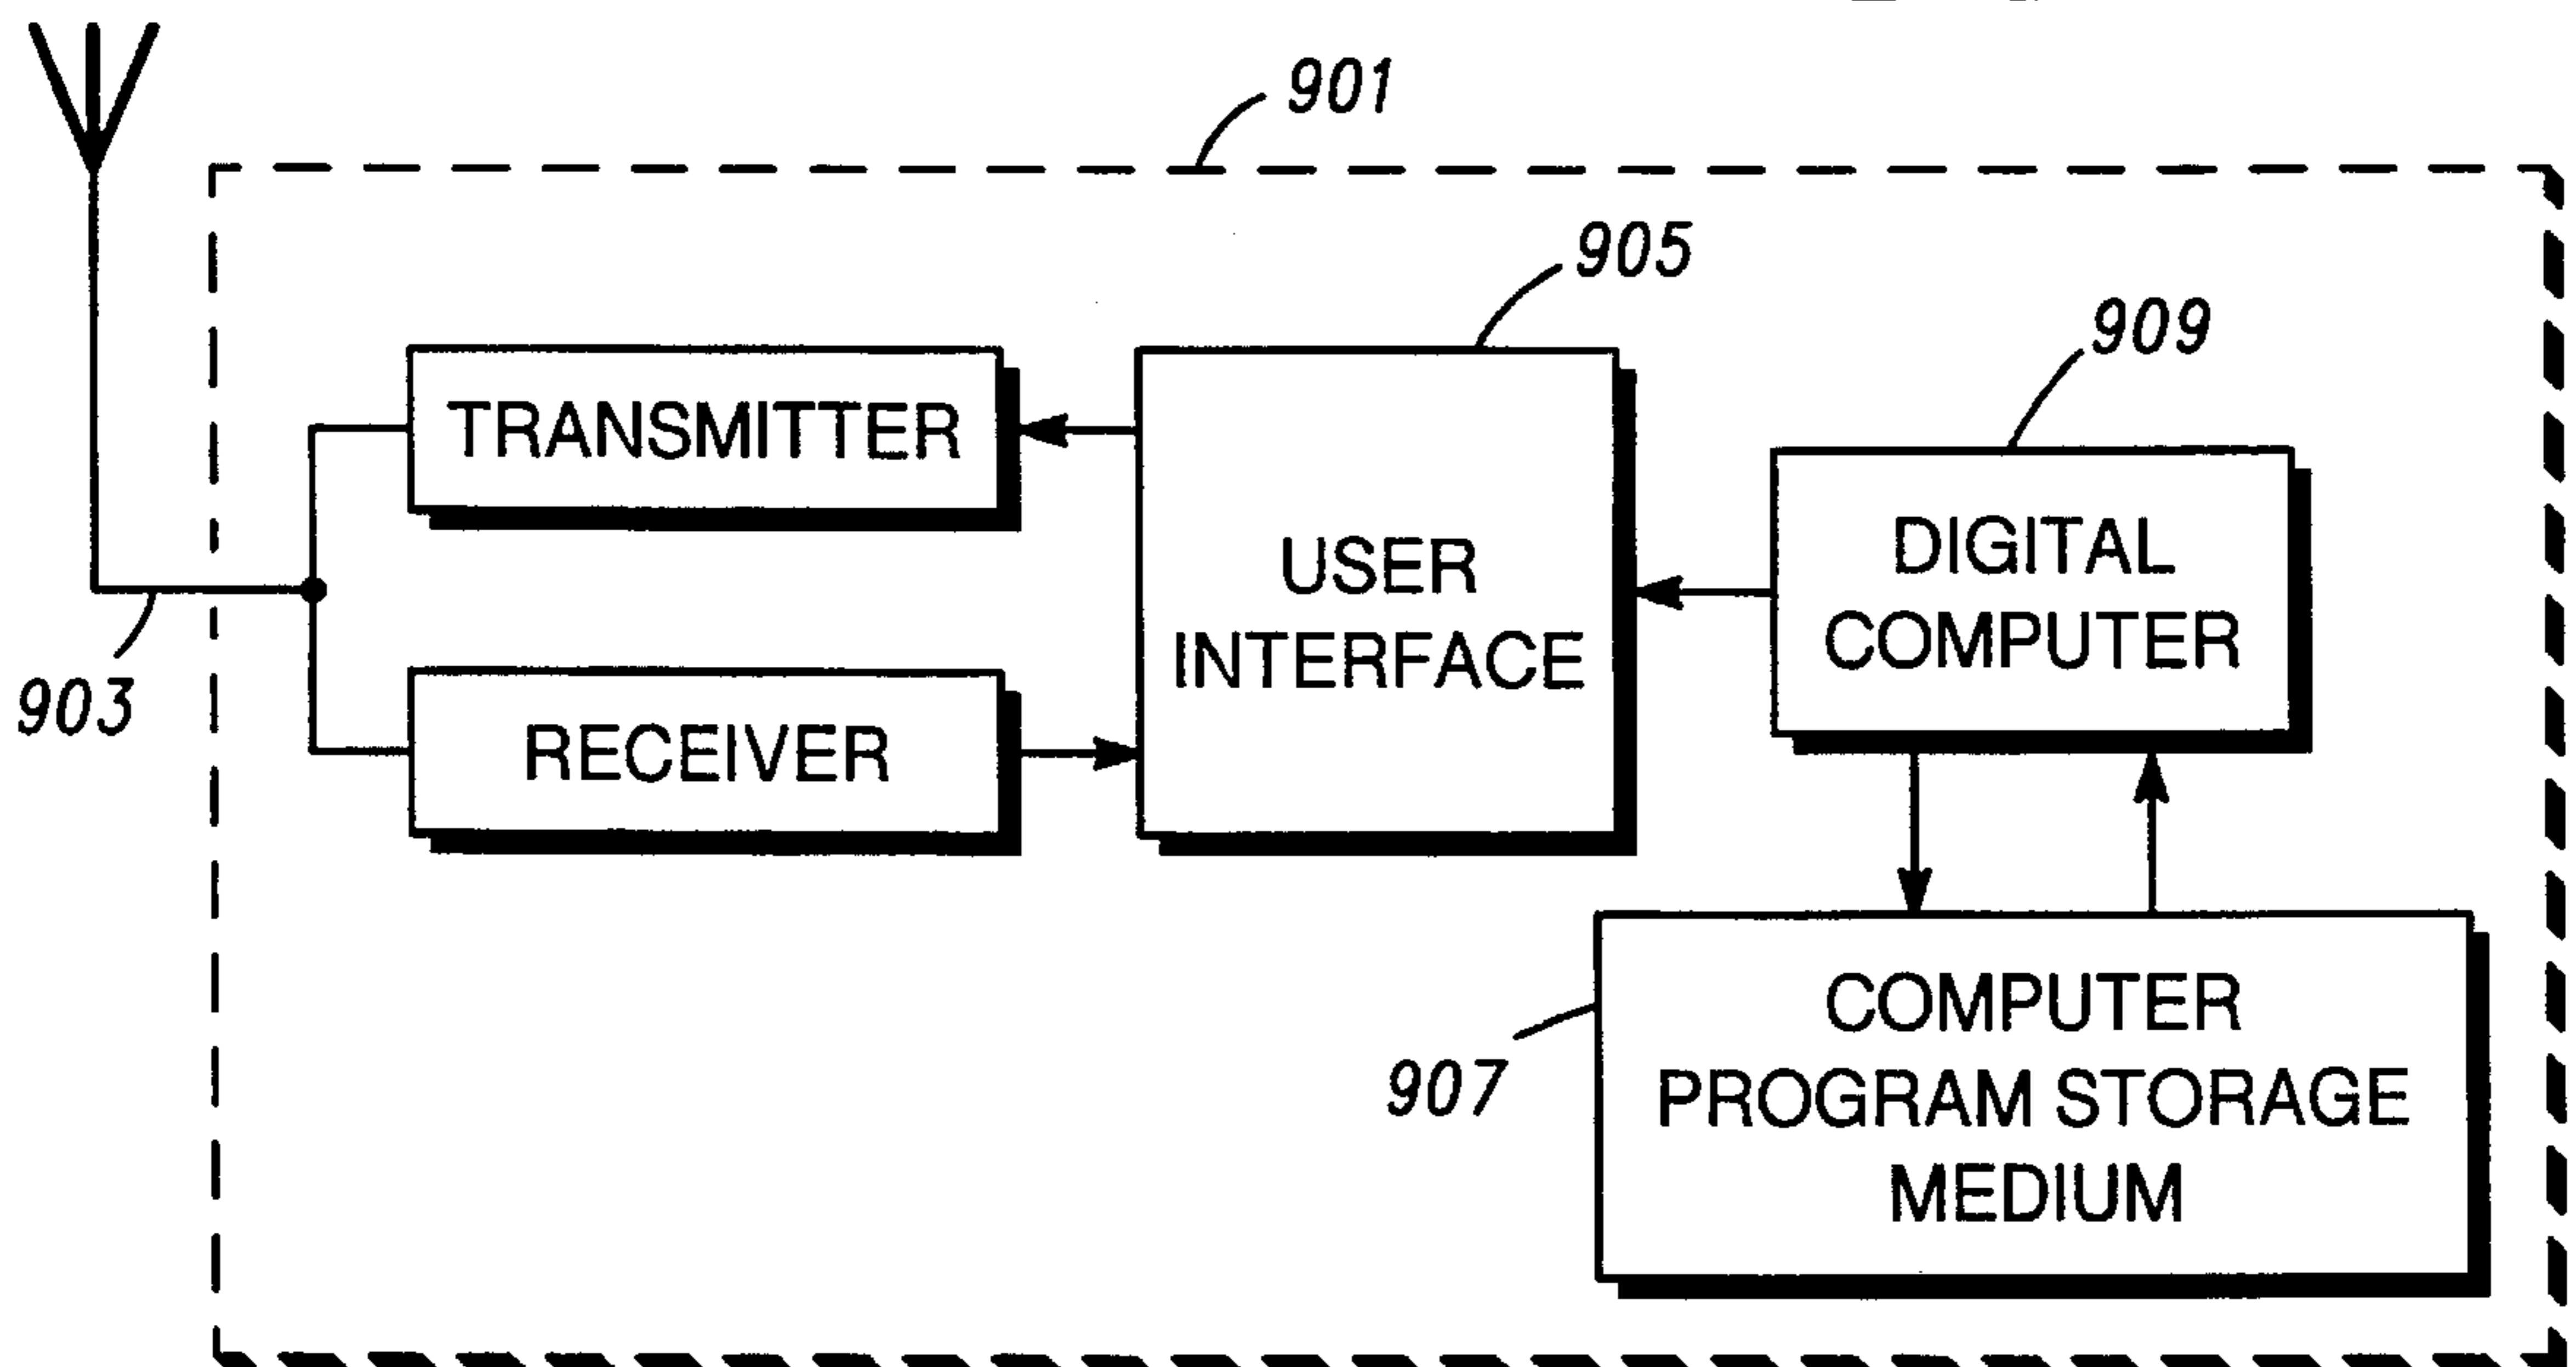 901
905
909
TRANSMITTER
DIGITAL
COMPUTER
USER
INTERFACE
903
RECEIVER
907
COMPUTER
PROGRAM STORAGE
MEDIUM